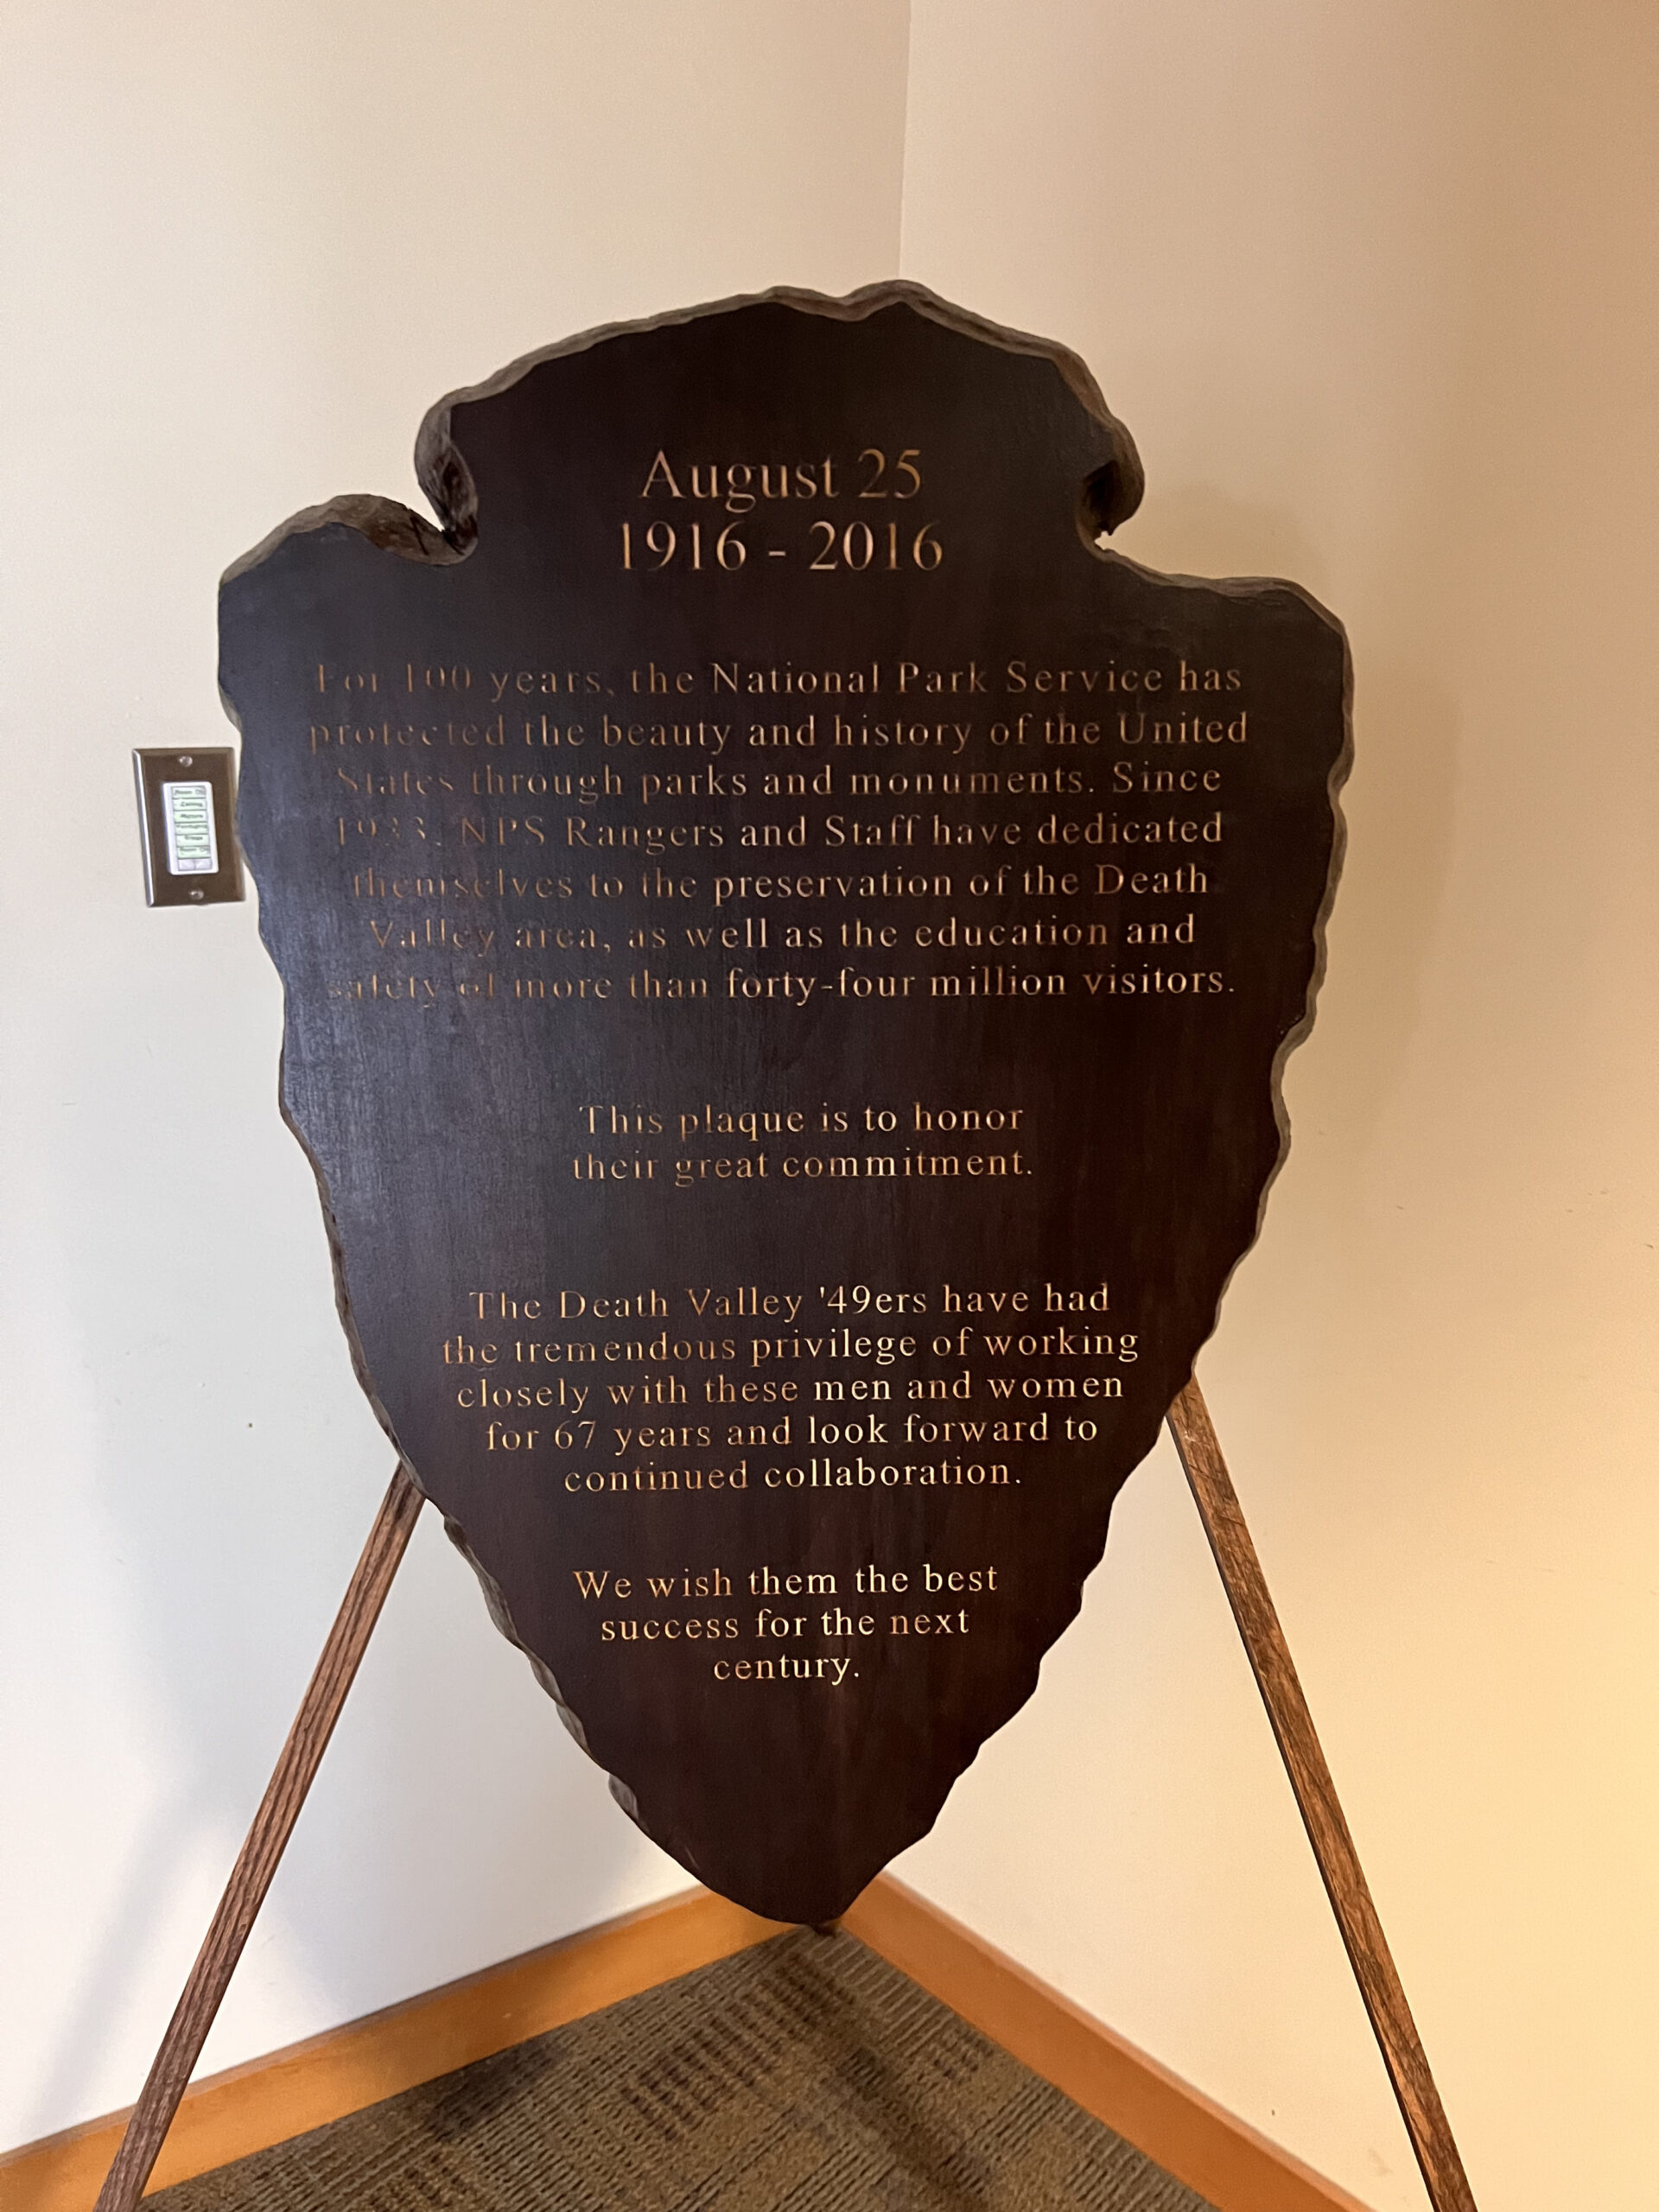 August 25
1916 - 2016
For 100 years, the National Park Service has
protected the beauty and history of the United
States through parks and monuments. Since
1933, NPS Rangers and Staff have dedicated
themselves to the preservation of the Death
Valley area, as well as the education and
safety of more than forty-four million visitors.
This plaque is to honor
their great commitment.
The Death Valley '49ers have had
the tremendous privilege of working
closely with these men and women
for 67 years and look forward to
continued collaboration.
We wish them the best
success for the next
century.